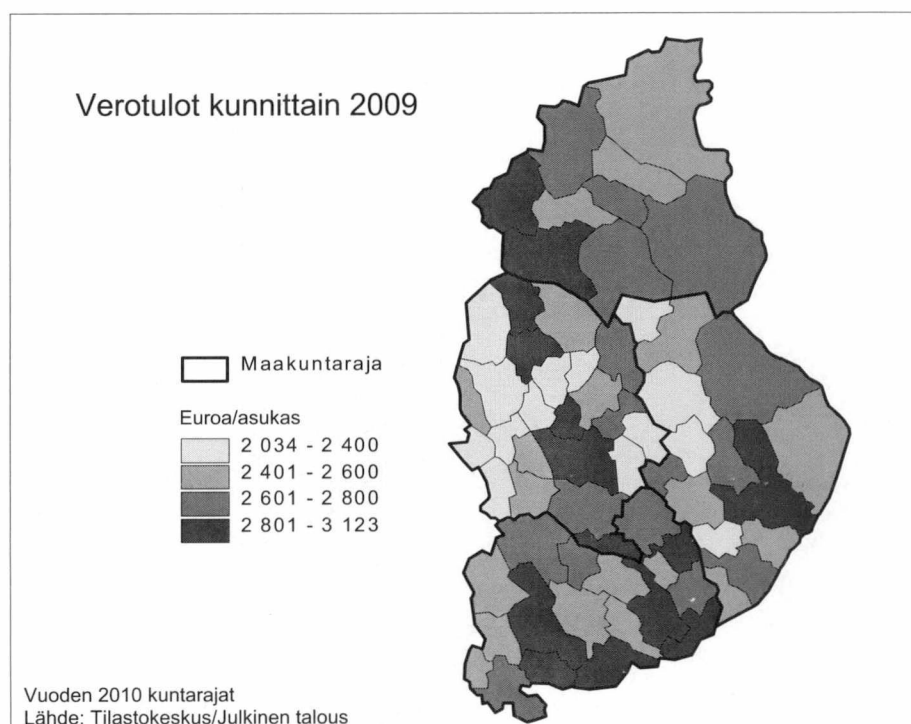 Verotulot kunnittain 2009
Maakuntaraja
Euroa/asukas
2 034 - 2 400
2 401 - 2 600
2 601 - 2 800
2 801 - 3 123
Vuoden 2010 kuntarajat
Lähde: Tilastokeskus/Julkinen talous